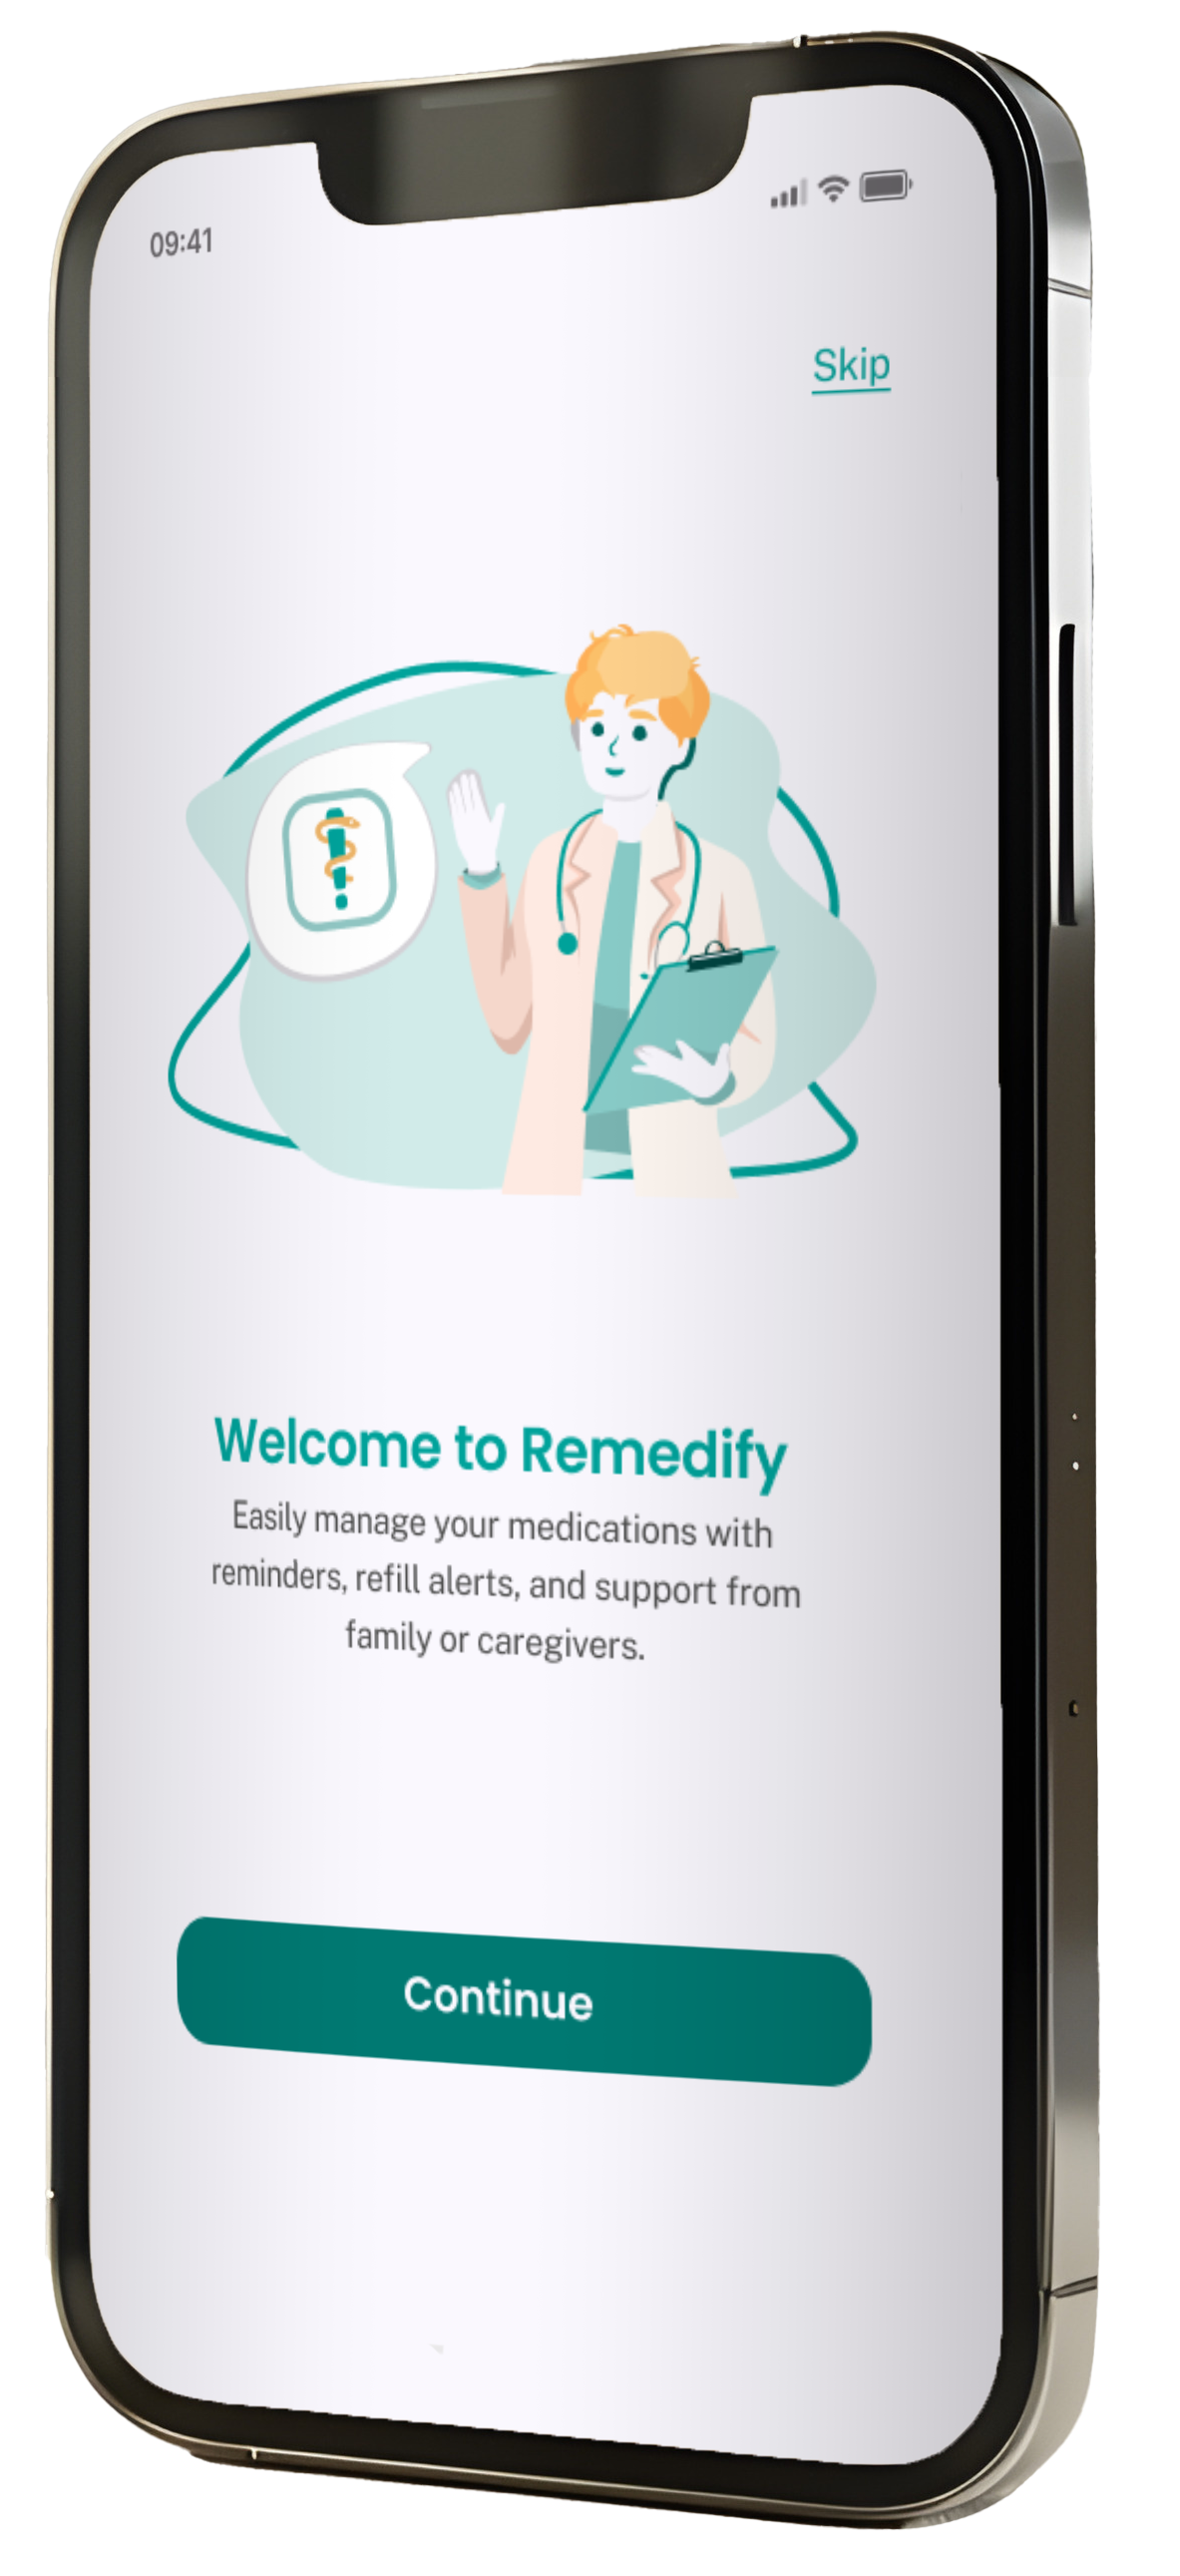 09:41
Skip
Welcome to Remedify
Easily manage your medications with
reminders, refill alerts, and support from
family or caregivers.
Continue